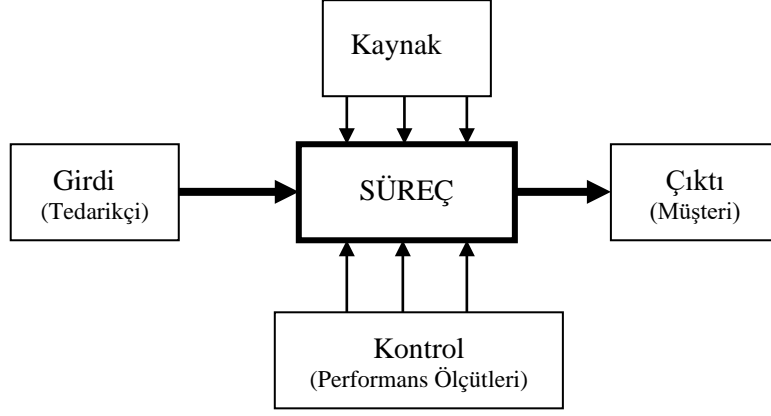 Kaynak
Girdi
(Tedarikçi)
SÜREÇ
Çıktı
(Müşteri)
Kontrol
(Performans Ölçütleri)